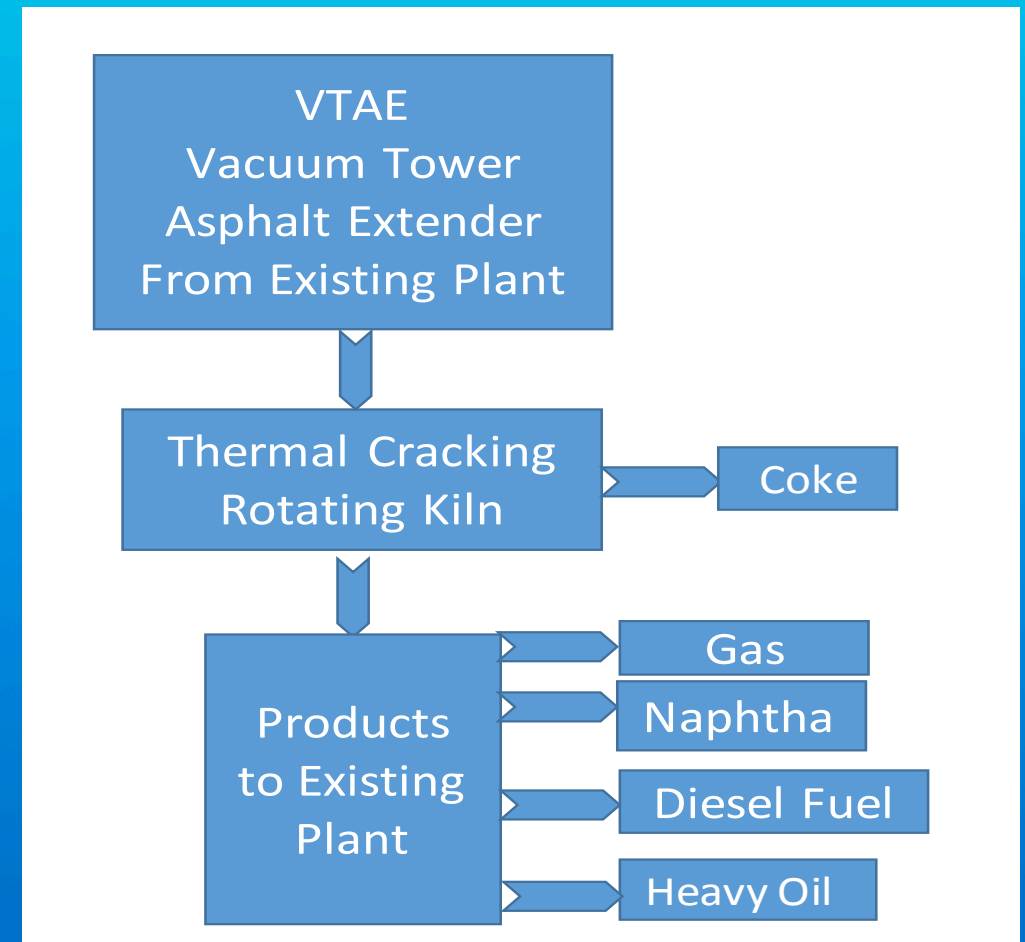 VTAE
Vacuum Tower
Asphalt Extender
From Existing Plant
Thermal Cracking
Rotating Kiln
Coke
Products
to Existing
Plant
Gas
Naphtha
Diesel Fuel
Heavy Oil